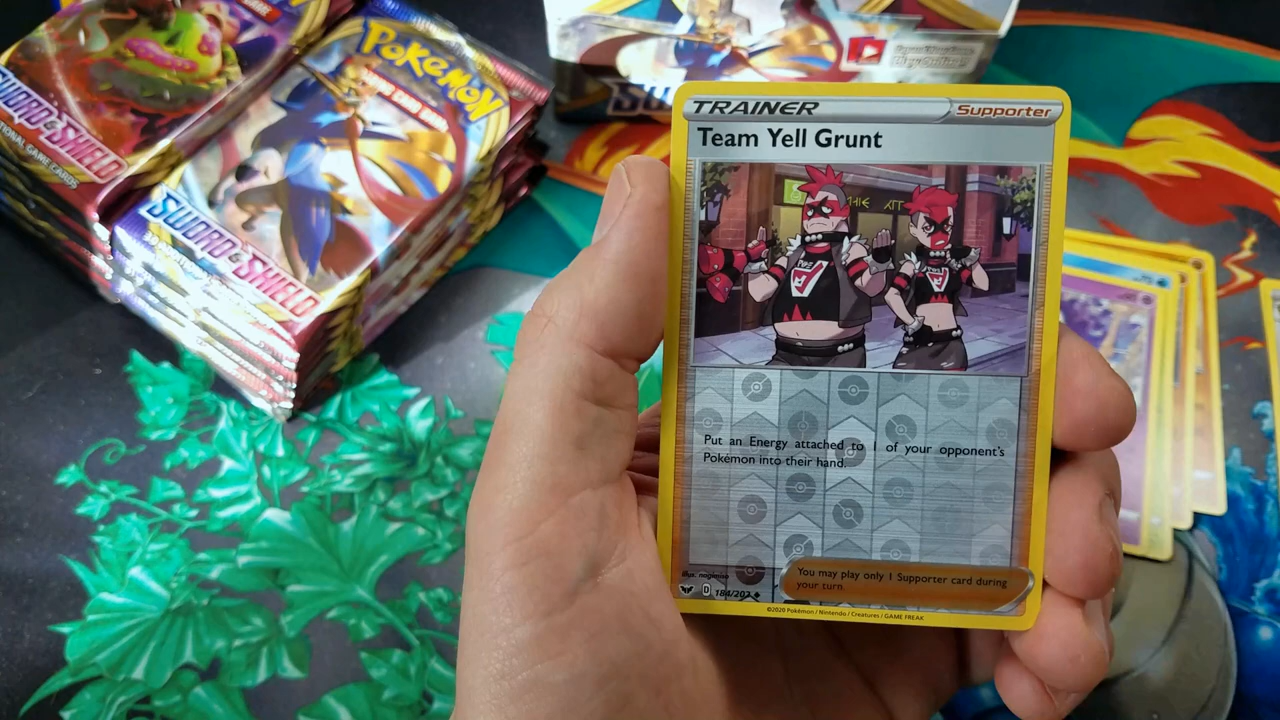 POKÉMON
SWORD & SHIELD
SWORD & SHIELD
TRAINER
Supporter
Team Yell Grunt
Put an Energy attached to 1 of your opponent's
Pokémon into their hand.
You may play only 1 Supporter card during
your turn.
illus. nagimiso
D 184/202
©2020 Pokémon / Nintendo / Creatures / GAME FREAK